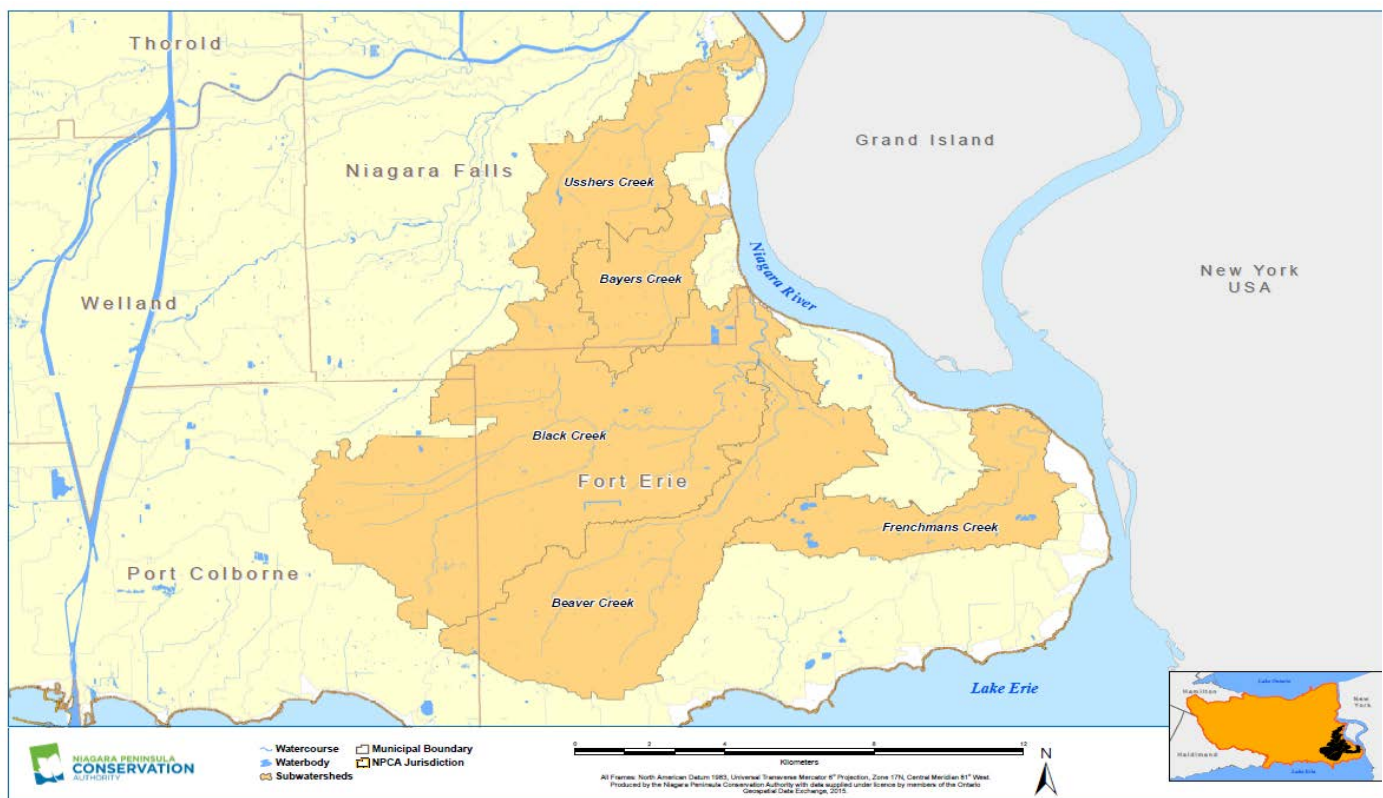 Thorold
Niagara Falls
Grand Island
Usshers Creek
Niagara River
New York
USA
Bayers Creek
Welland
Black Creek
Fort Erie
Frenchmans Creek
Port Colborne
Beaver Creek
Lake Erie
NIAGARA PENINSULA
CONSERVATION
AUTHORITY
Watercourse
Waterbody
Subwatersheds
Municipal Boundary
NPCA Jurisdiction
0 2 4 8 12
Kilometers
N
All Frames: North American Datum 1983, Universal Transverse Mercator 6° Projection, Zone 17N, Central Meridian 81° West.
Produced by the Niagara Peninsula Conservation Authority with data supplied under licence by members of the Ontario
Geospatial Data Exchange, 2015.
Lake Ontario
Hamilton
New
York
Haldimand
Lake Erie